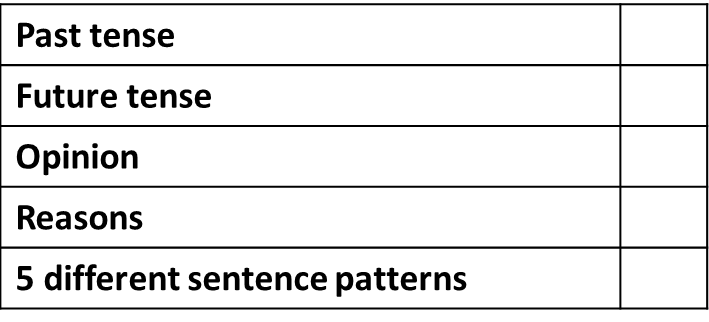 Past tense
Future tense
Opinion
Reasons
5 different sentence patterns